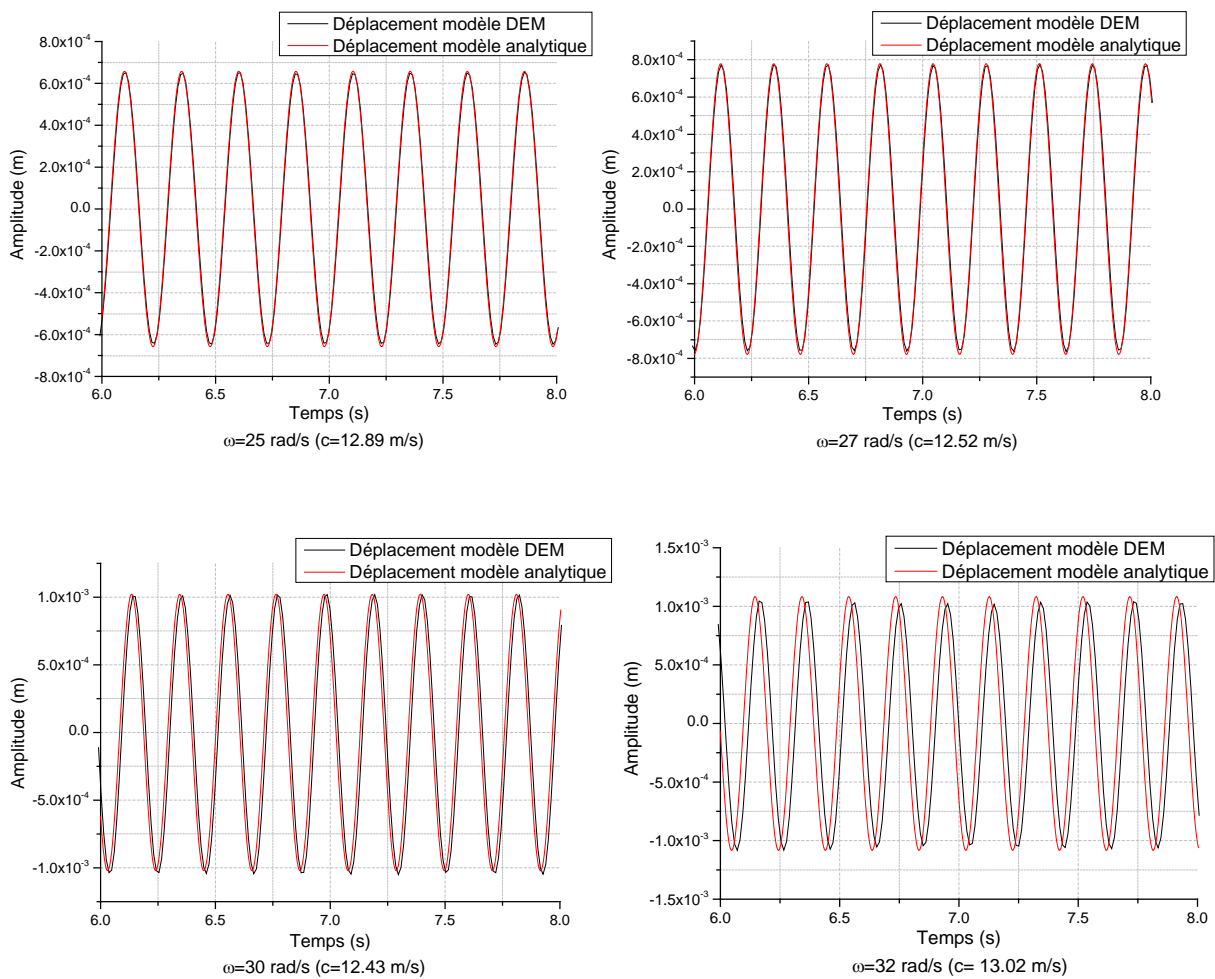 Déplacement modèle DEM
Déplacement modèle analytique
8.0x10⁻⁴
6.0x10⁻⁴
4.0x10⁻⁴
2.0x10⁻⁴
0.0
-2.0x10⁻⁴
-4.0x10⁻⁴
-6.0x10⁻⁴
-8.0x10⁻⁴
Amplitude (m)
6.0 6.5 7.0 7.5 8.0
Temps (s)
ω=25 rad/s (c=12.89 m/s)
Déplacement modèle DEM
Déplacement modèle analytique
8.0x10⁻⁴
6.0x10⁻⁴
4.0x10⁻⁴
2.0x10⁻⁴
0.0
-2.0x10⁻⁴
-4.0x10⁻⁴
-6.0x10⁻⁴
-8.0x10⁻⁴
Amplitude (m)
6.0 6.5 7.0 7.5 8.0
Temps (s)
ω=27 rad/s (c=12.52 m/s)
Déplacement modèle DEM
Déplacement modèle analytique
1.0x10⁻³
5.0x10⁻⁴
0.0
-5.0x10⁻⁴
-1.0x10⁻³
Amplitude (m)
6.0 6.5 7.0 7.5 8.0
Temps (s)
ω=30 rad/s (c=12.43 m/s)
Déplacement modèle DEM
Déplacement modèle analytique
1.5x10⁻³
1.0x10⁻³
5.0x10⁻⁴
0.0
-5.0x10⁻⁴
-1.0x10⁻³
-1.5x10⁻³
Amplitude (m)
6.0 6.5 7.0 7.5 8.0
Temps (s)
ω=32 rad/s (c= 13.02 m/s)